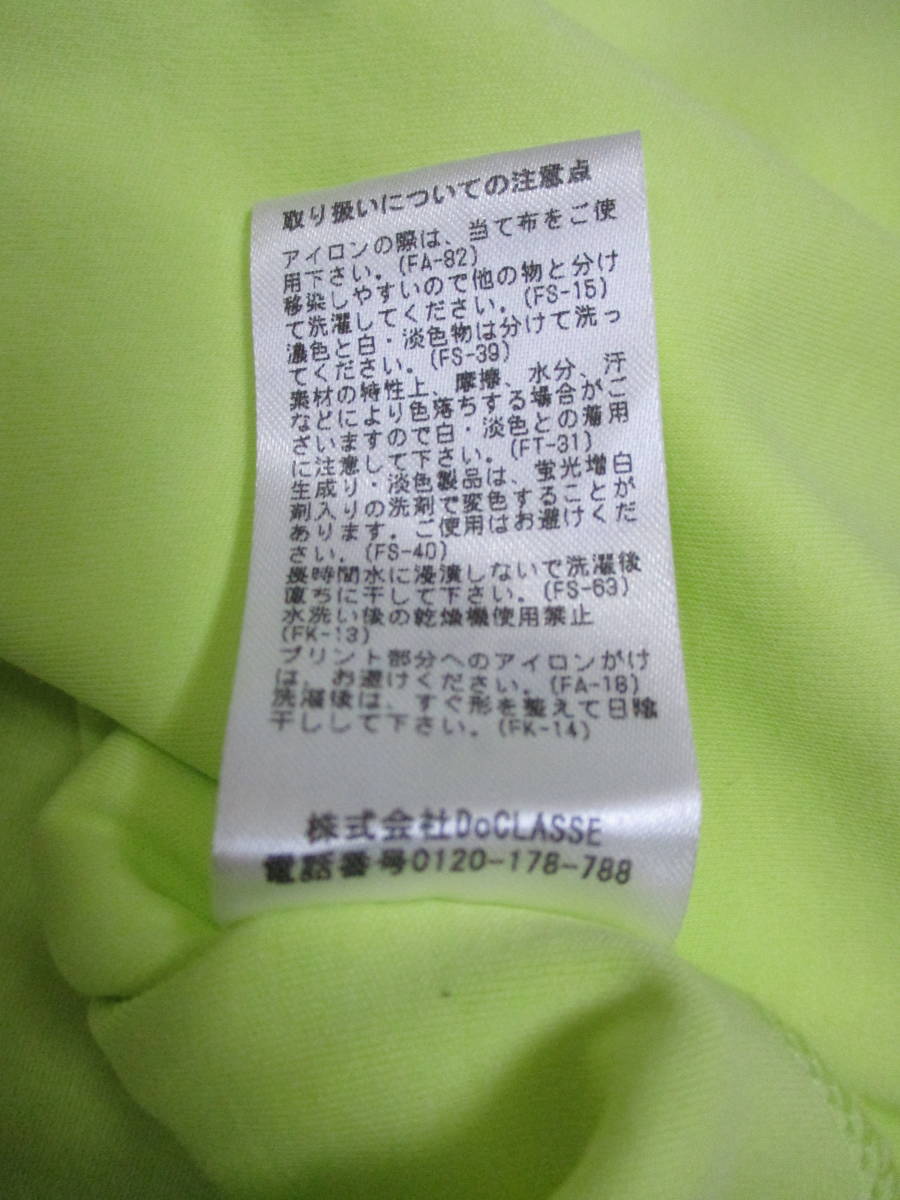 取り扱いについての注意点
アイロンの際は、当て布をご使
用下さい。(FA-82)
移染しやすいので他の物と分け
て洗濯してください。(FS-15)
濃色と白・淡色物は分けて洗っ
てください。(FS-39)
素材の特性上、摩擦、水分、汗
などにより色落ちする場合がご
ざいますので白・淡色との着用
に注意して下さい。(FT-31)
生成り・淡色製品は、蛍光増白
剤入りの洗剤で変色することが
あります。ご使用はお避けくだ
さい。(FS-40)
長時間水に浸漬しないで洗濯後
直ちに干して下さい。(FS-63)
水洗い後の乾燥機使用禁止
(FK-13)
プリント部分へのアイロンがけ
は、お避けください。(FA-18)
洗濯後は、すぐ形を整えて日陰
干しして下さい。(FK-14)
株式会社DoCLASSE
電話番号0120-178-788